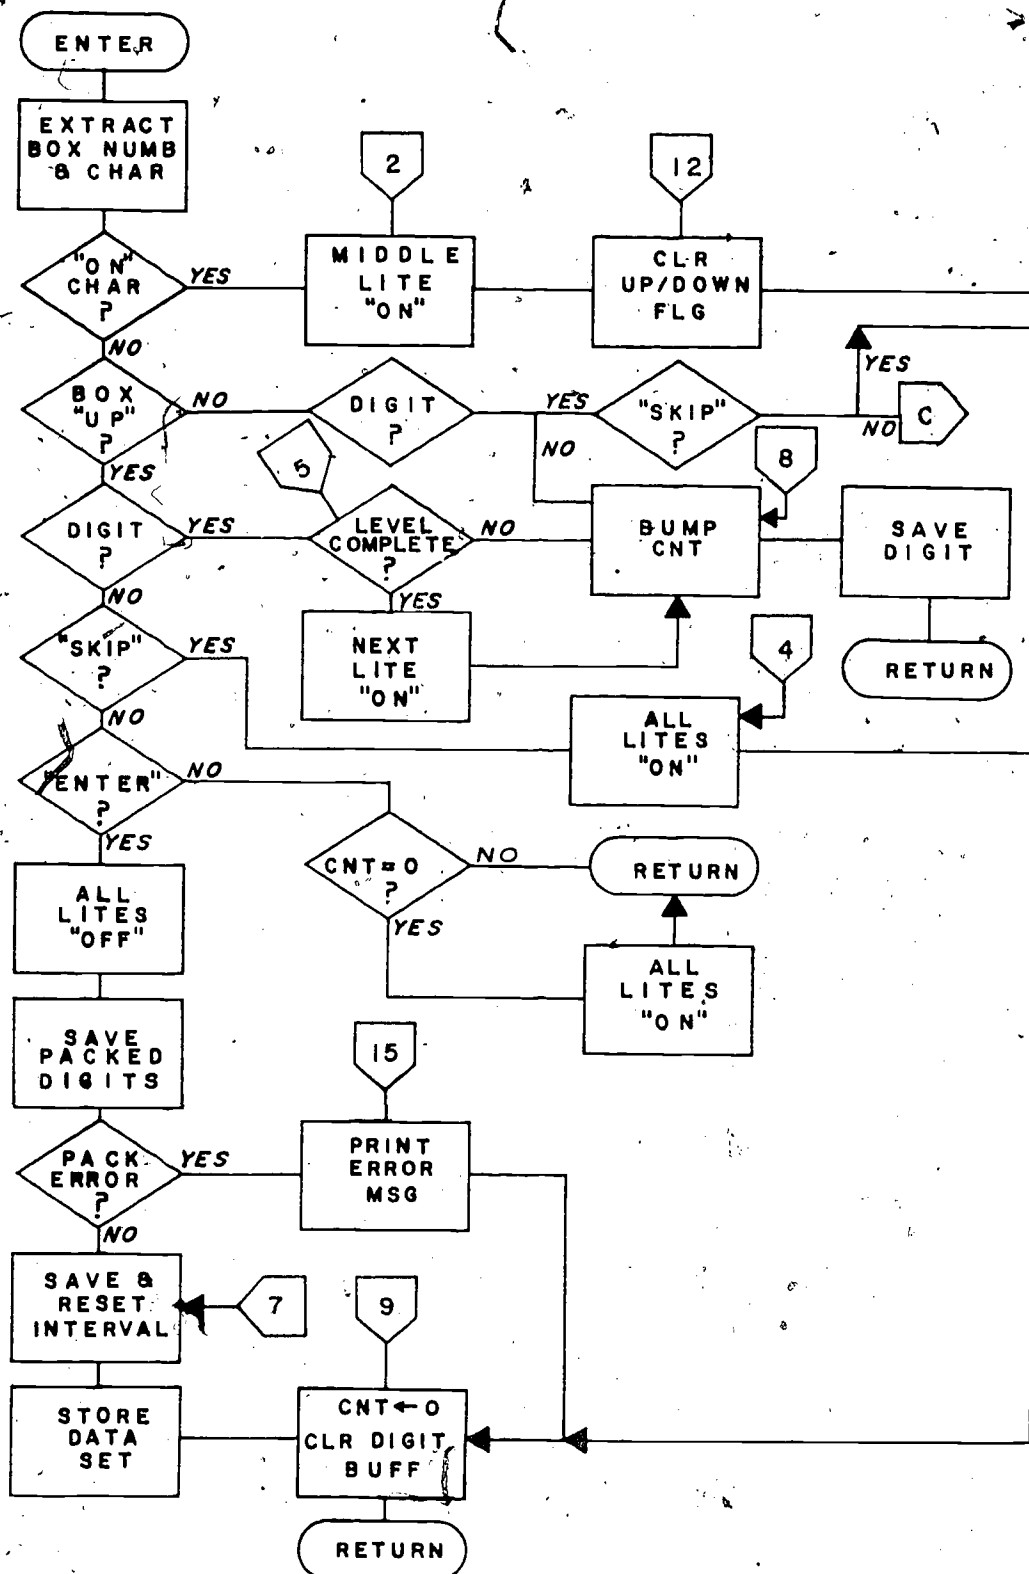 ENTER
EXTRACT
BOX NUMB
& CHAR
2
12
"ON"
CHAR
?
YES
MIDDLE
LITE
"ON"
CLR
UP/DOWN
FLG
NO
YES
BOX
"UP"
?
NO
DIGIT
?
YES
"SKIP"
?
NO
C
NO
YES
5
8
DIGIT
?
YES
LEVEL
COMPLETE
?
NO
BUMP
CNT
SAVE
DIGIT
NO
YES
"SKIP"
?
YES
NEXT
LITE
"ON"
4
RETURN
NO
ALL
LITES
"ON"
"ENTER"
?
NO
YES
CNT=0
?
NO
RETURN
ALL
LITES
"OFF"
YES
ALL
LITES
"ON"
SAVE
PACKED
DIGITS
15
PACK
ERROR
?
YES
PRINT
ERROR
MSG
NO
SAVE &
RESET
INTERVAL
7
9
STORE
DATA
SET
CNT←0
CLR DIGIT
BUFF
RETURN